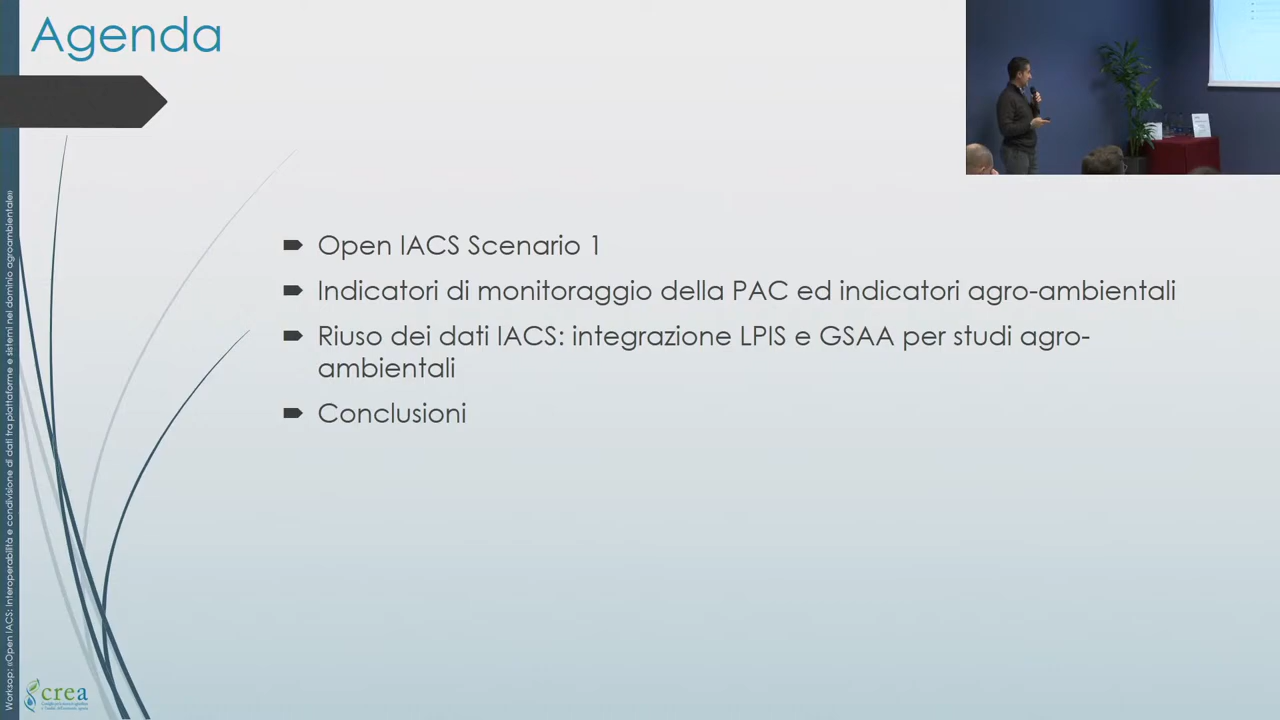 Agenda
Open IACS Scenario 1
Indicatori di monitoraggio della PAC ed indicatori agro-ambientali
Riuso dei dati IACS: integrazione LPIS e GSAA per studi agro-
ambientali
Conclusioni
Worksop: «Open IACS: Interoperabilità e condivisione di dati tra piattaforme e sistemi nel dominio agroambientale»
crea